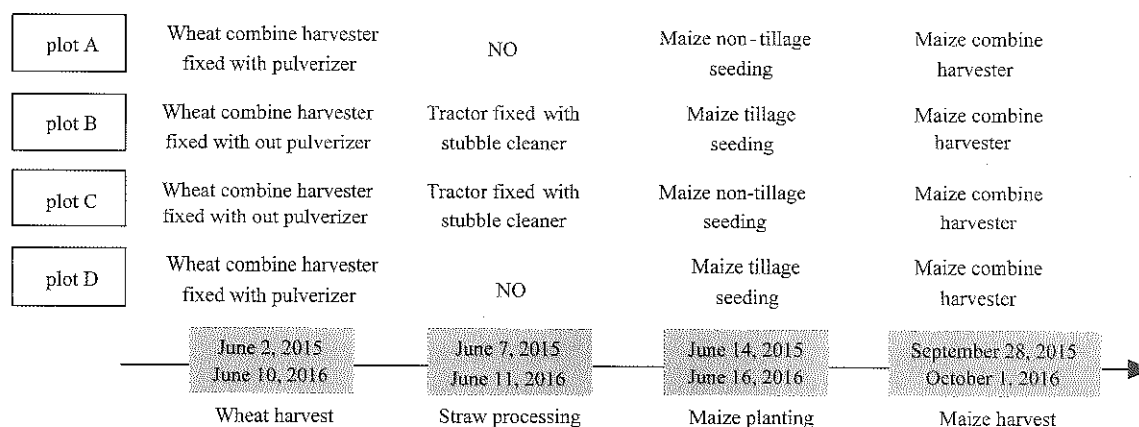 plot A
Wheat combine harvester
fixed with pulverizer
NO
Maize non-tillage
seeding
Maize combine
harvester
plot B
Wheat combine harvester
fixed with out pulverizer
Tractor fixed with
stubble cleaner
Maize tillage
seeding
Maize combine
harvester
plot C
Wheat combine harvester
fixed with out pulverizer
Tractor fixed with
stubble cleaner
Maize non-tillage
seeding
Maize combine
harvester
plot D
Wheat combine harvester
fixed with pulverizer
NO
Maize tillage
seeding
Maize combine
harvester
June 2, 2015
June 10, 2016
June 7, 2015
June 11, 2016
June 14, 2015
June 16, 2016
September 28, 2015
October 1, 2016
Wheat harvest
Straw processing
Maize planting
Maize harvest